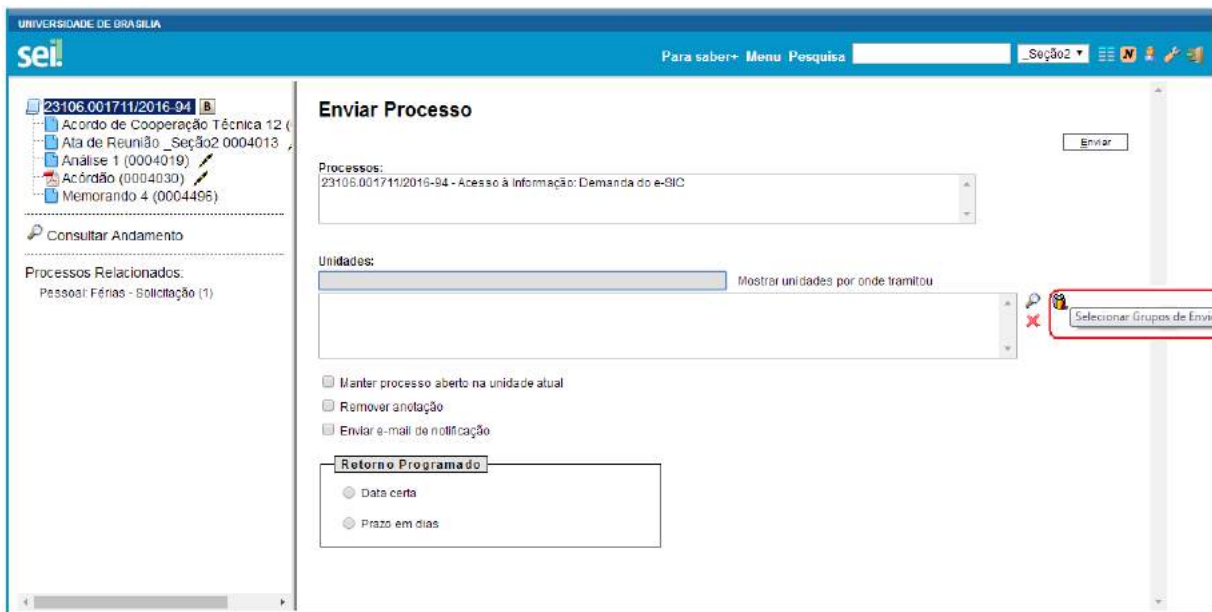 UNIVERSIDADE DE BRASILIA
sei!
Para saber+ Menu Pesquisa
_Seção2
N
23106.001711/2016-94 B
Acordo de Cooperação Técnica 12 (
Ata de Reunião _Seção2 0004013
Análise 1 (0004019)
Acórdão (0004030)
Memorando 4 (0004496)
Consultar Andamento
Processos Relacionados:
Pessoal: Férias - Solicitação (1)
Enviar Processo
Enviar
Processos:
23106.001711/2016-94 - Acesso à Informação: Demanda do e-SIC
Unidades:
Mostrar unidades por onde tramitou
Selecionar Grupos de Envi
Manter processo aberto na unidade atual
Remover anotação
Enviar e-mail de notificação
Retorno Programado
Data certa
Prazo em dias